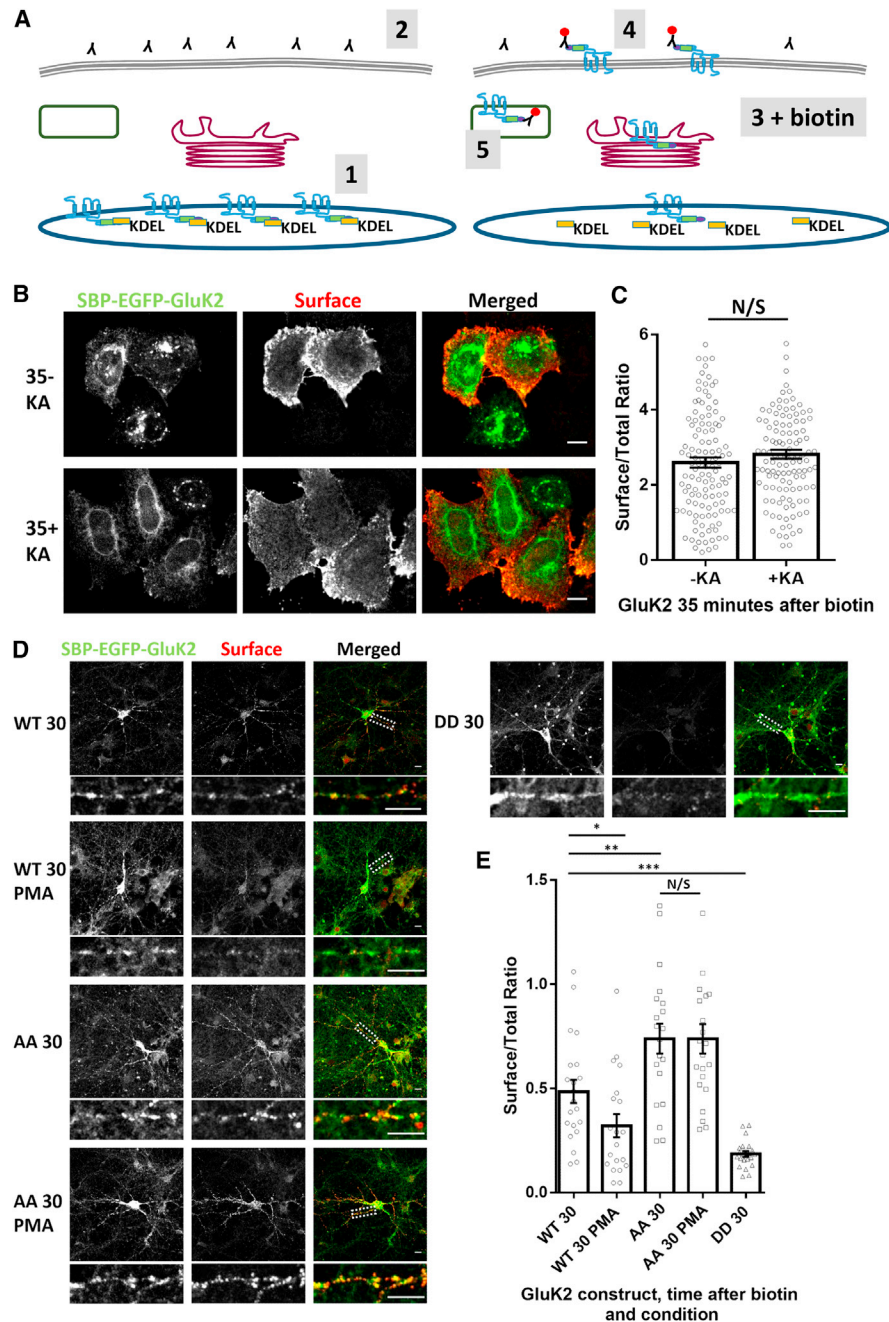 A
2
4
3 + biotin
5
1
KDEL KDEL KDEL KDEL
KDEL KDEL KDEL KDEL
B
SBP-EGFP-GluK2 Surface Merged
35-
KA
35+
KA
C
N/S
6
4
2
0
Surface/Total Ratio
-KA +KA
GluK2 35 minutes after biotin
D
SBP-EGFP-GluK2 Surface Merged
WT 30
WT 30
PMA
AA 30
AA 30
PMA
DD 30
E
*
**
***
N/S
1.5
1.0
0.5
0.0
Surface/Total Ratio
WT 30
WT 30 PMA
AA 30
AA 30 PMA
DD 30
GluK2 construct, time after biotin
and condition